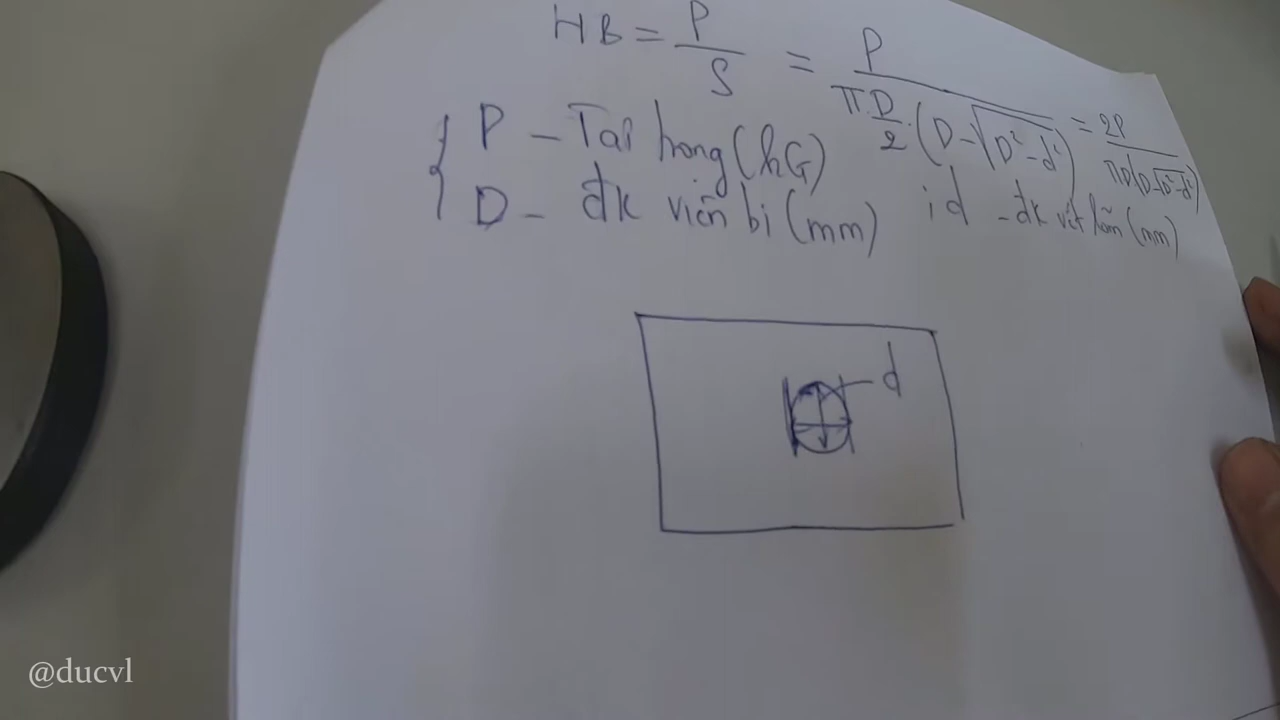 HB = P/S = P/(π D/2 . (D-√(D²-d²))) = 2P/(πD(D-√(D²-d²)))
P - Tải trọng (kG)
D - đk viên bi (mm) ; d - đk vết lõm (mm)
d
@ducvl